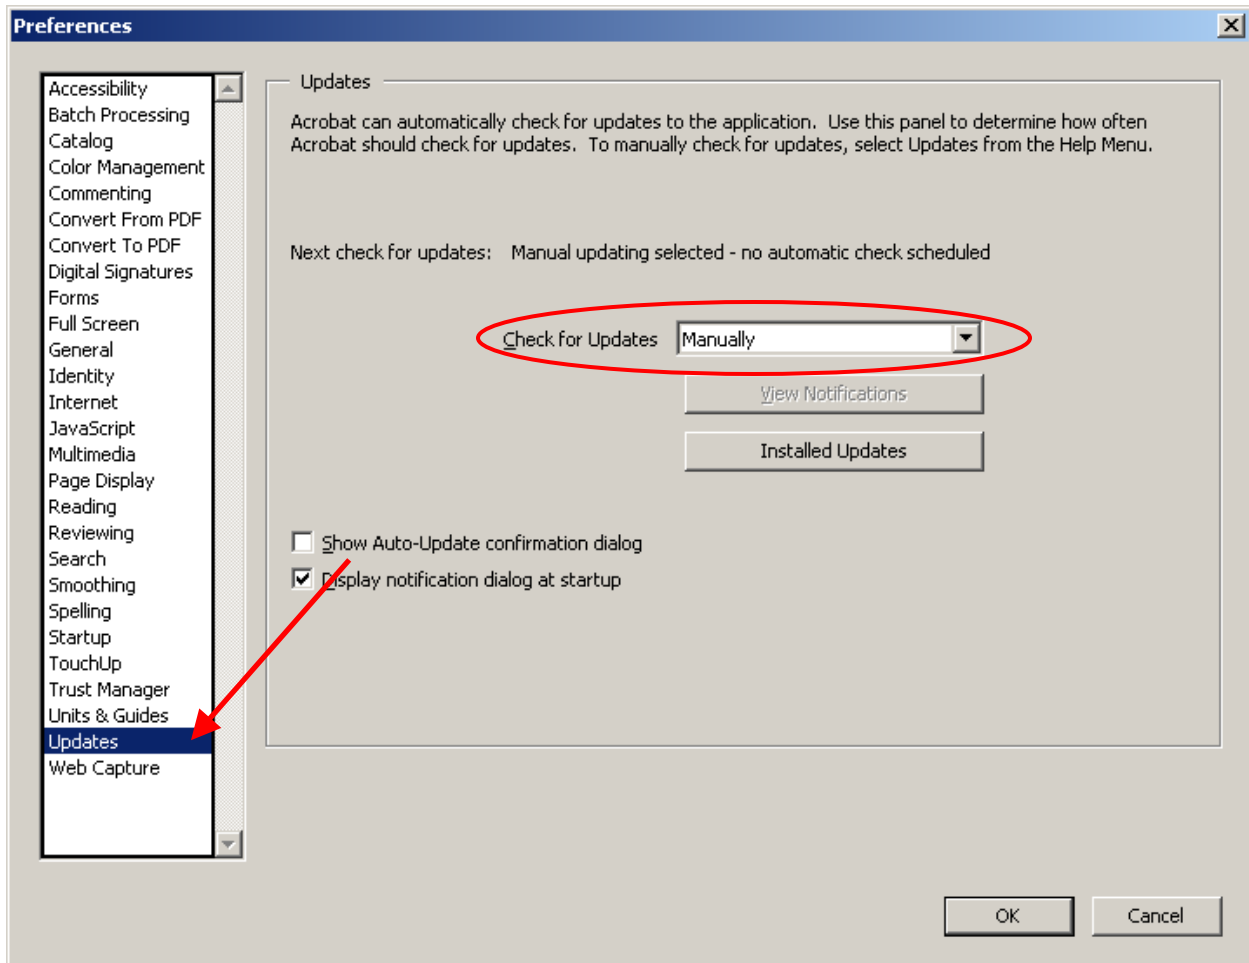 Preferences
Accessibility
Batch Processing
Catalog
Color Management
Commenting
Convert From PDF
Convert To PDF
Digital Signatures
Forms
Full Screen
General
Identity
Internet
JavaScript
Multimedia
Page Display
Reading
Reviewing
Search
Smoothing
Spelling
Startup
TouchUp
Trust Manager
Units & Guides
Updates
Web Capture
Updates
Acrobat can automatically check for updates to the application.  Use this panel to determine how often
Acrobat should check for updates.  To manually check for updates, select Updates from the Help Menu.
Next check for updates:   Manual updating selected - no automatic check scheduled
Check for Updates Manually
View Notifications
Installed Updates
Show Auto-Update confirmation dialog
Display notification dialog at startup
OK Cancel